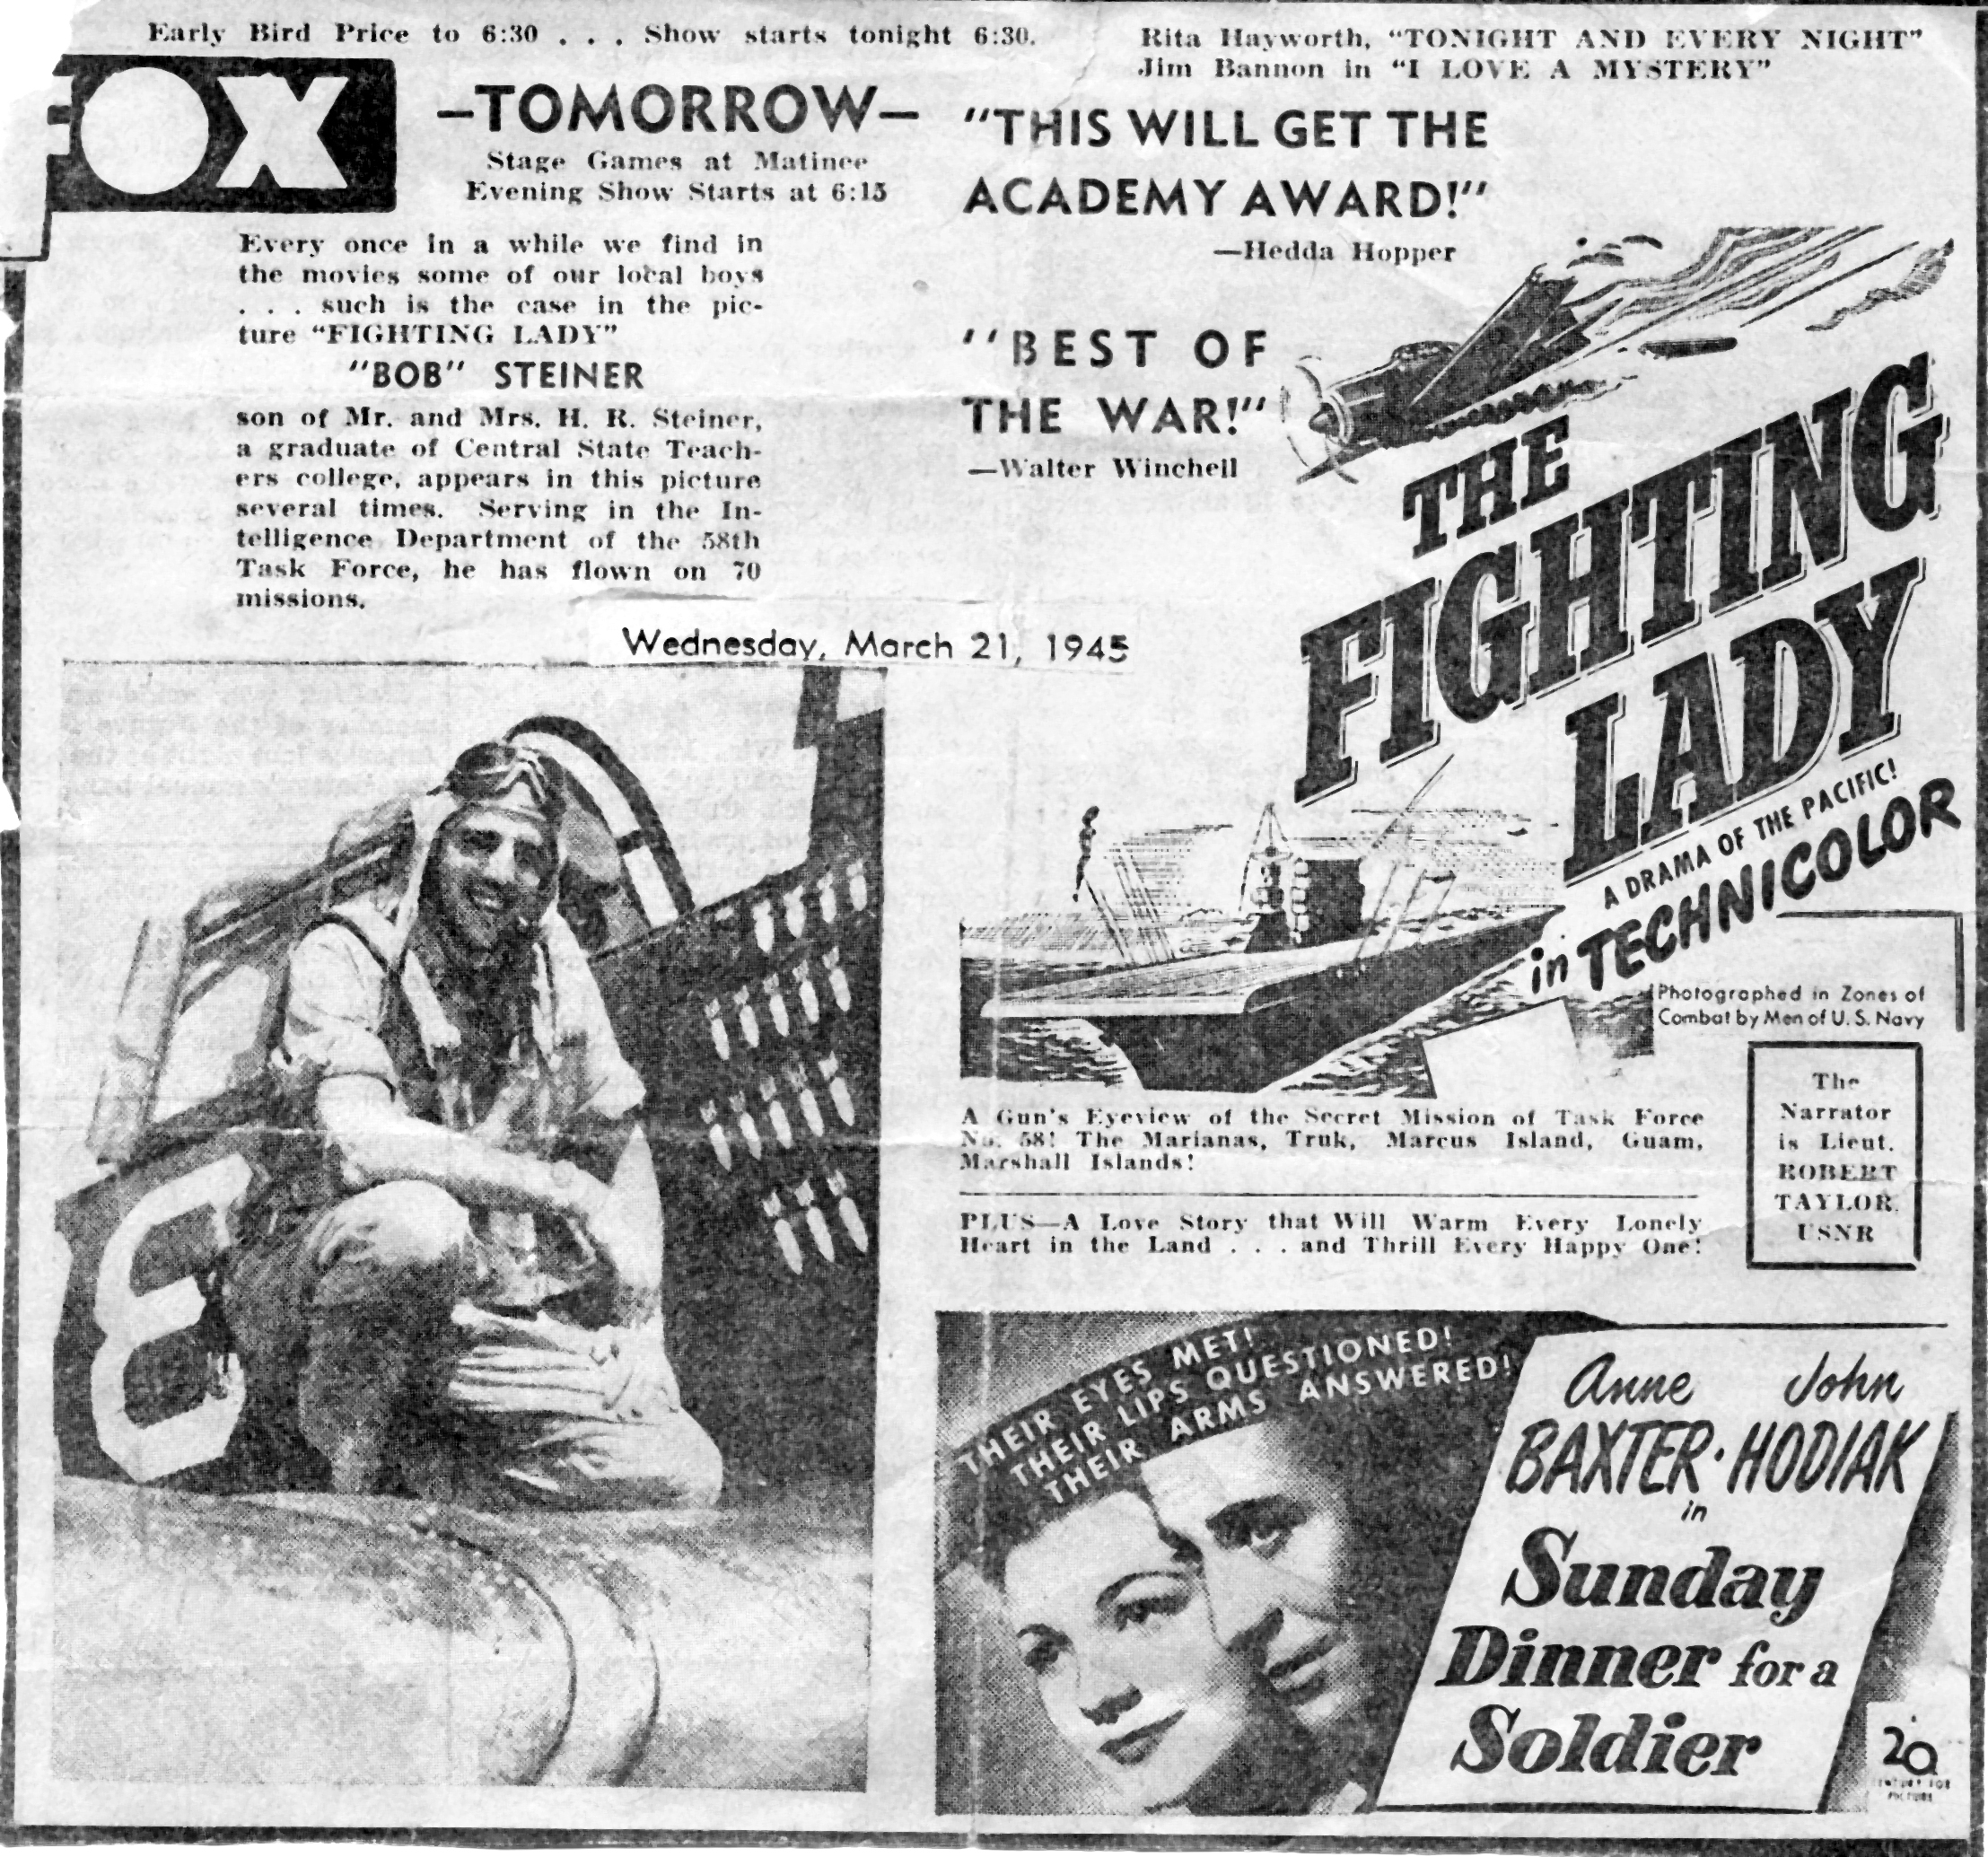 Early Bird Price to 6:30 . . . Show starts tonight 6:30.
Rita Hayworth, "TONIGHT AND EVERY NIGHT"
Jim Bannon in "I LOVE A MYSTERY"
FOX
—TOMORROW—
Stage Games at Matinee
Evening Show Starts at 6:15
Every once in a while we find in
the movies some of our local boys
. . . such is the case in the pic-
ture "FIGHTING LADY"
"BOB" STEINER
son of Mr. and Mrs. H. R. Steiner,
a graduate of Central State Teach-
ers college, appears in this picture
several times. Serving in the In-
telligence Department of the 58th
Task Force, he has flown on 70
missions.
Wednesday, March 21, 1945
8
"THIS WILL GET THE
ACADEMY AWARD!"
—Hedda Hopper
"BEST OF
THE WAR!"
—Walter Winchell
THE
FIGHTING
LADY
A DRAMA OF THE PACIFIC!
in TECHNICOLOR
Photographed in Zones of
Combat by Men of U. S. Navy
A Gun's Eyeview of the Secret Mission of Task Force
No. 58! The Marianas, Truk, Marcus Island, Guam,
Marshall Islands!
PLUS—A Love Story that Will Warm Every Lonely
Heart in the Land . . . and Thrill Every Happy One!
The
Narrator
is Lieut.
ROBERT
TAYLOR,
USNR
THEIR EYES MET!
THEIR LIPS QUESTIONED!
THEIR ARMS ANSWERED!
Anne John
BAXTER · HODIAK
in
Sunday
Dinner for a
Soldier
20
CENTURY-FOX
PICTURE